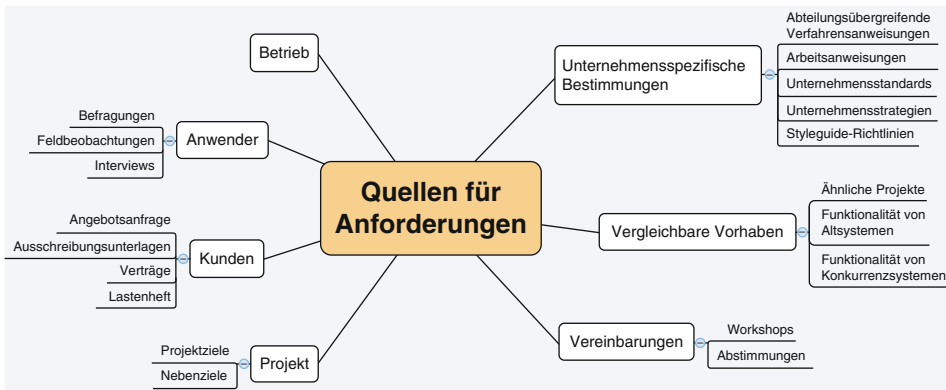 Quellen für
Anforderungen
Betrieb
Anwender
Befragungen
Feldbeobachtungen
Interviews
Kunden
Angebotsanfrage
Ausschreibungsunterlagen
Verträge
Lastenheft
Projekt
Projektziele
Nebenziele
Unternehmensspezifische
Bestimmungen
Abteilungsübergreifende
Verfahrensanweisungen
Arbeitsanweisungen
Unternehmensstandards
Unternehmensstrategien
Styleguide-Richtlinien
Vergleichbare Vorhaben
Ähnliche Projekte
Funktionalität von
Altsystemen
Funktionalität von
Konkurrenzsystemen
Vereinbarungen
Workshops
Abstimmungen